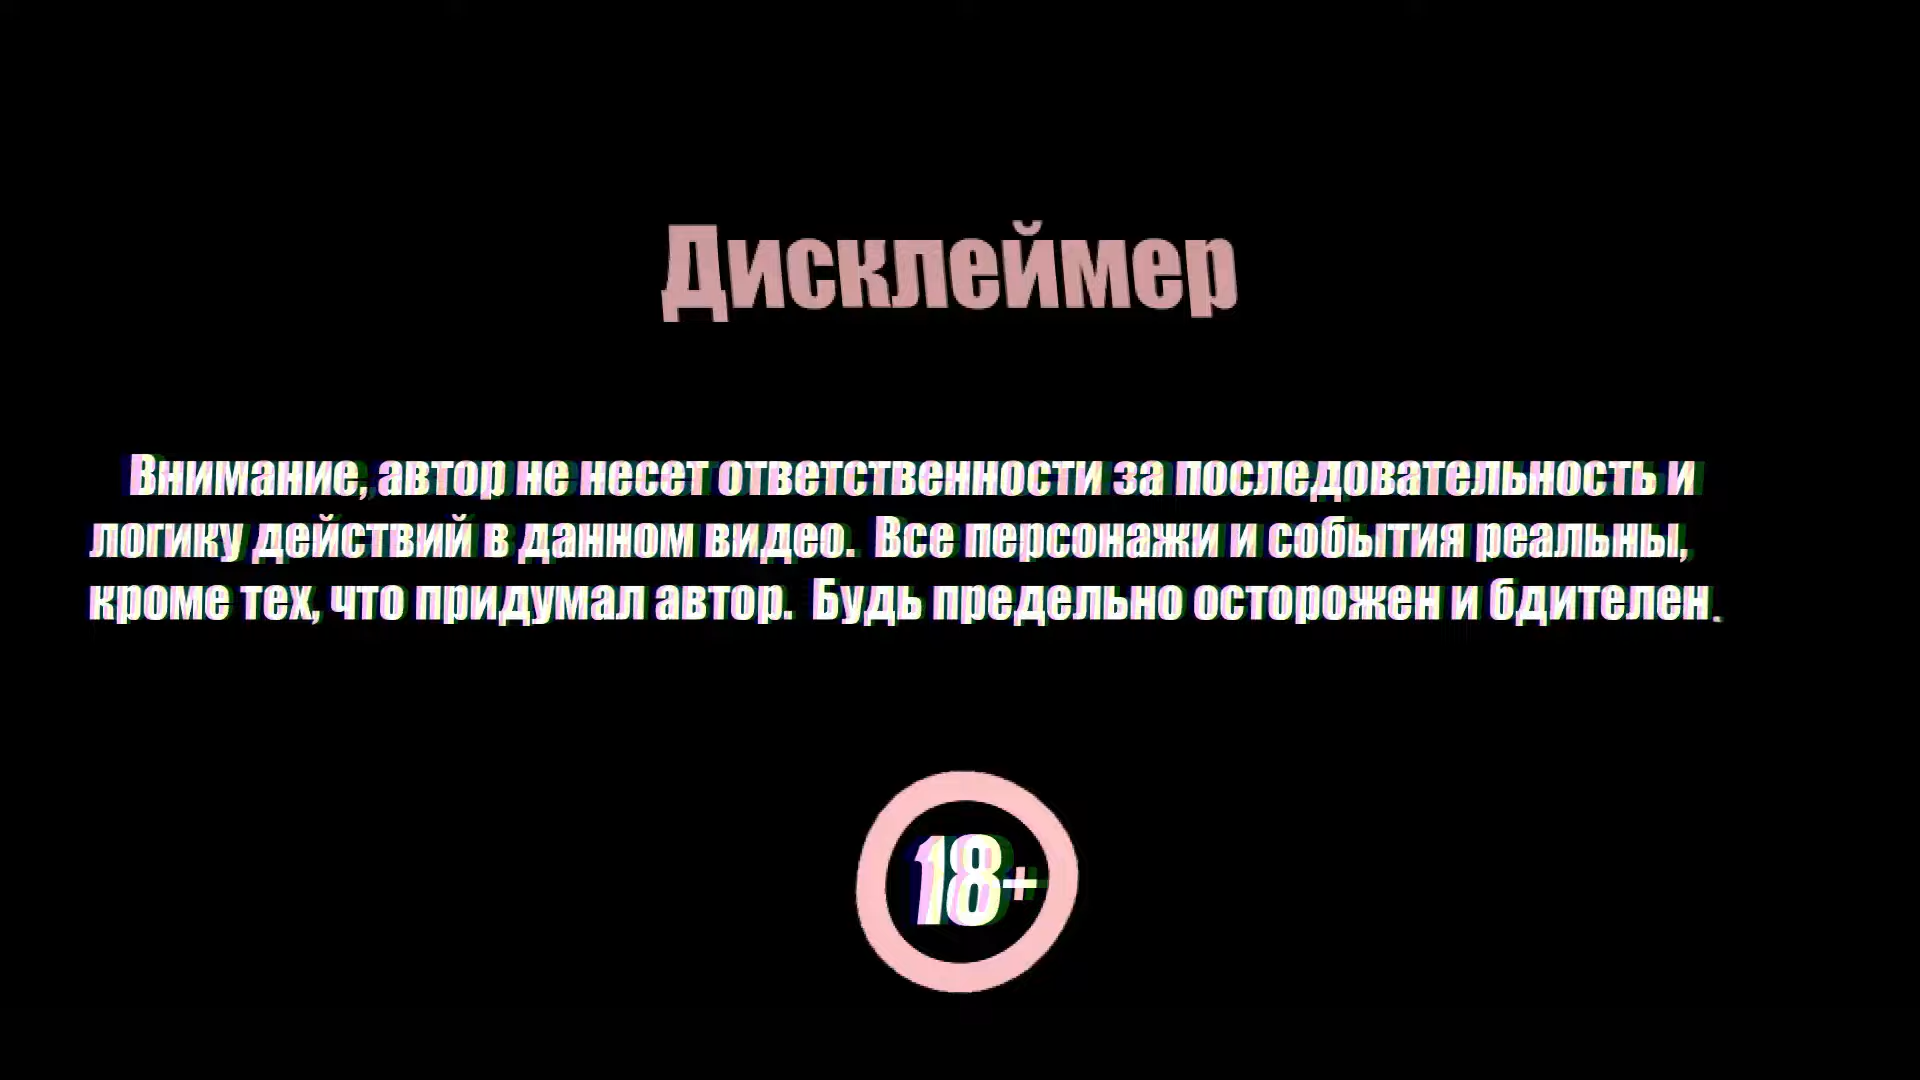 Дисклеймер
Внимание, автор не несет ответственности за последовательность и
логику действий в данном видео. Все персонажи и события реальны,
кроме тех, что придумал автор. Будь предельно осторожен и бдителен.
18+